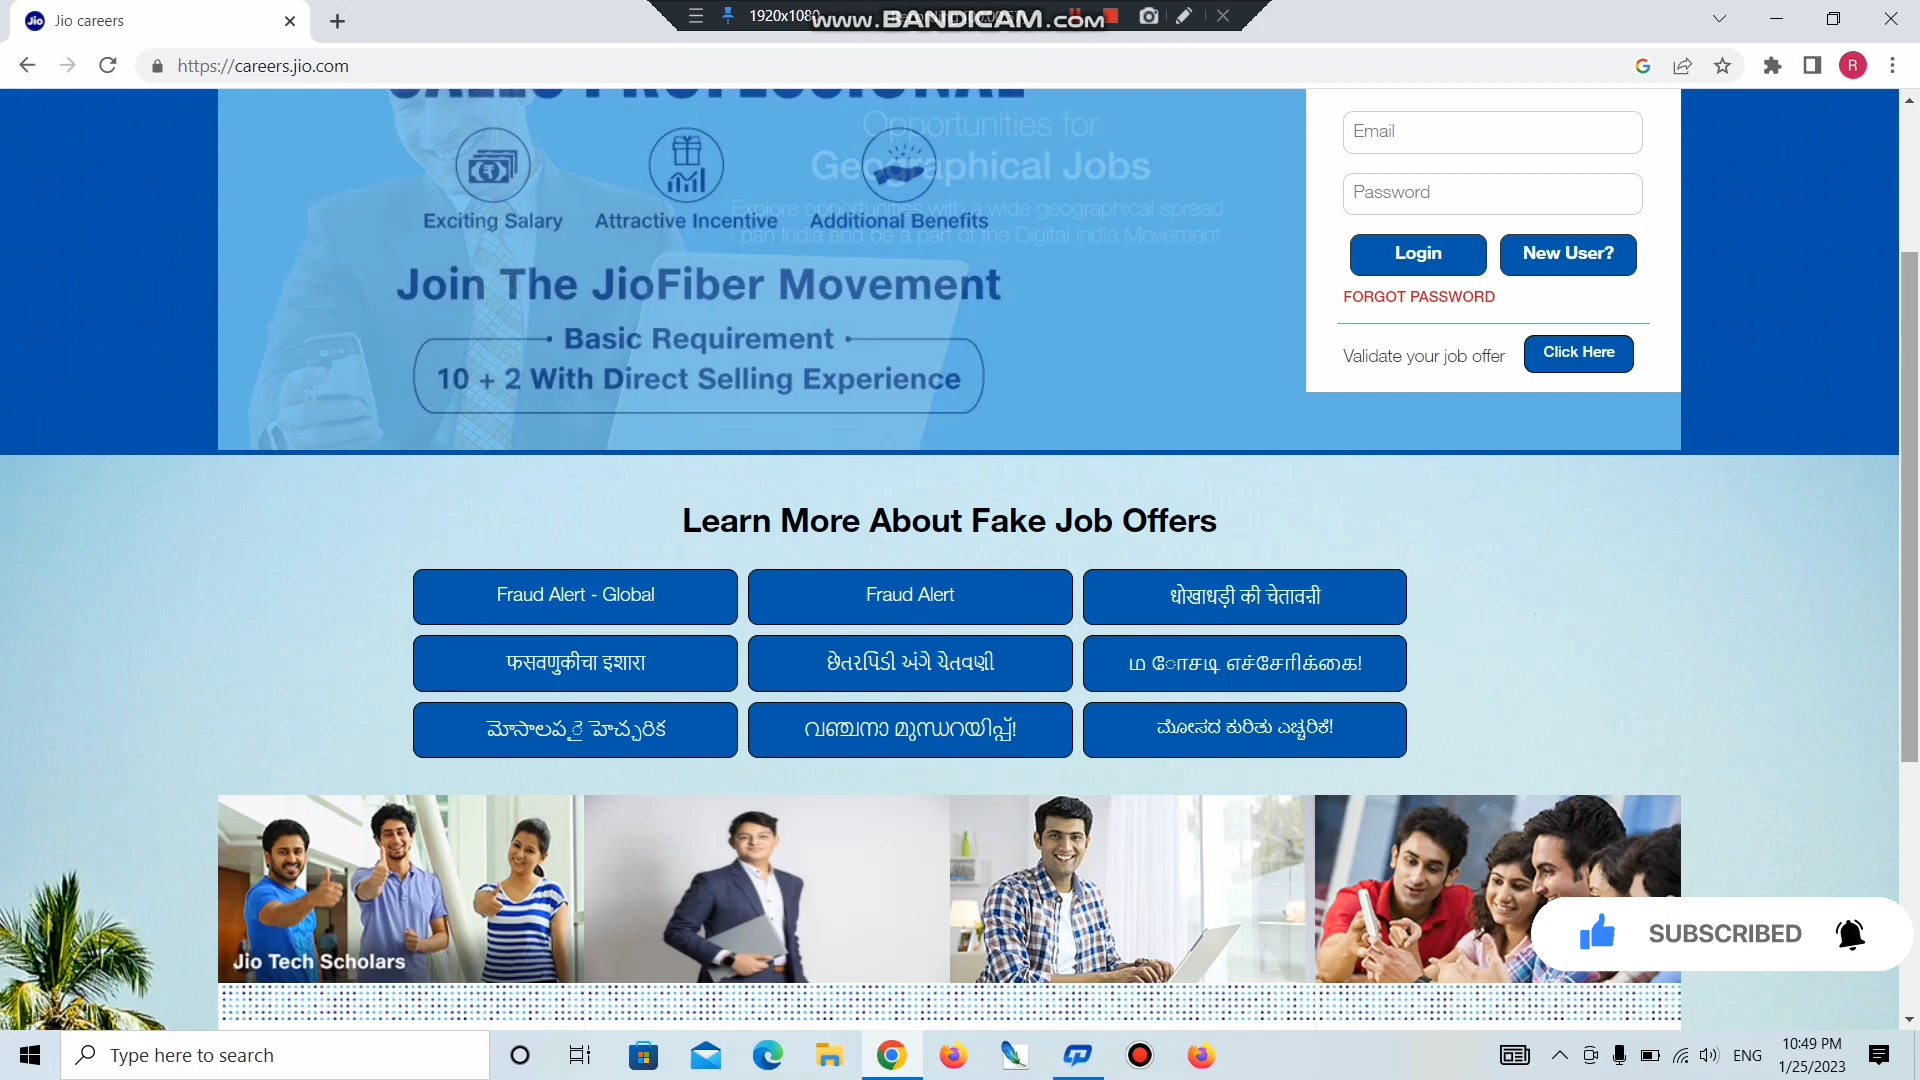 Jio careers
1920x1080
www.BANDICAM.com
https://careers.jio.com
R
SALES PROFESSIONAL
Opportunities for
Geographical Jobs
Explore opportunities with a wide geographical spread
pan India and be a part of the Digital India Movement
Exciting Salary
Attractive Incentive
Additional Benefits
Join The JioFiber Movement
Basic Requirement
10 + 2 With Direct Selling Experience
Email
Password
Login
New User?
FORGOT PASSWORD
Validate your job offer
Click Here
Learn More About Fake Job Offers
Fraud Alert - Global
Fraud Alert
धोखाधड़ी की चेतावनी
फसवणुकीचा इशारा
છેતરપિંડી અંગે ચેતવણી
ம ோசடி எச்சேரிக்கை!
మోసాలప ై హెచ్చరిక
വഞ്ചനാ മുന്ധറയിപ്പ്!
ಮೋಸದ ಕುರಿತು ಎಚ್ಚರಿಕೆ!
Jio Tech Scholars
SUBSCRIBED
Type here to search
ENG
10:49 PM
1/25/2023